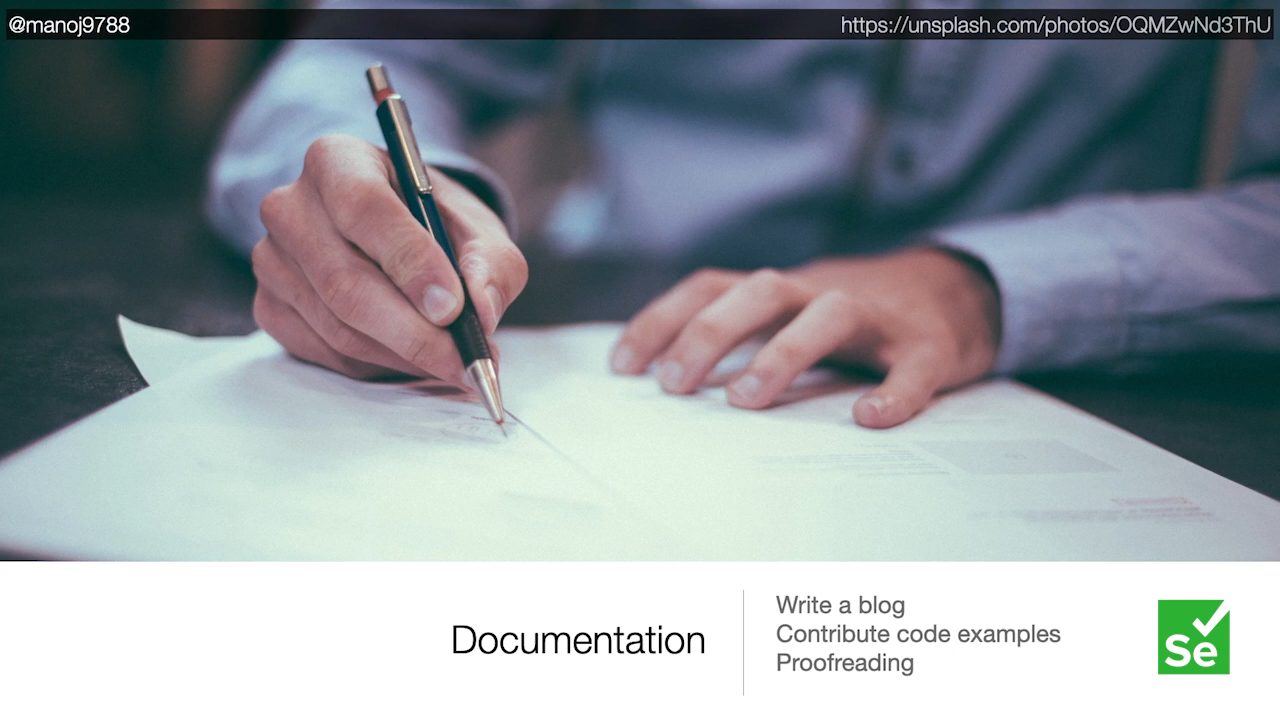 @manoj9788
https://unsplash.com/photos/OQMZwNd3ThU
Documentation
Write a blog
Contribute code examples
Proofreading
Se